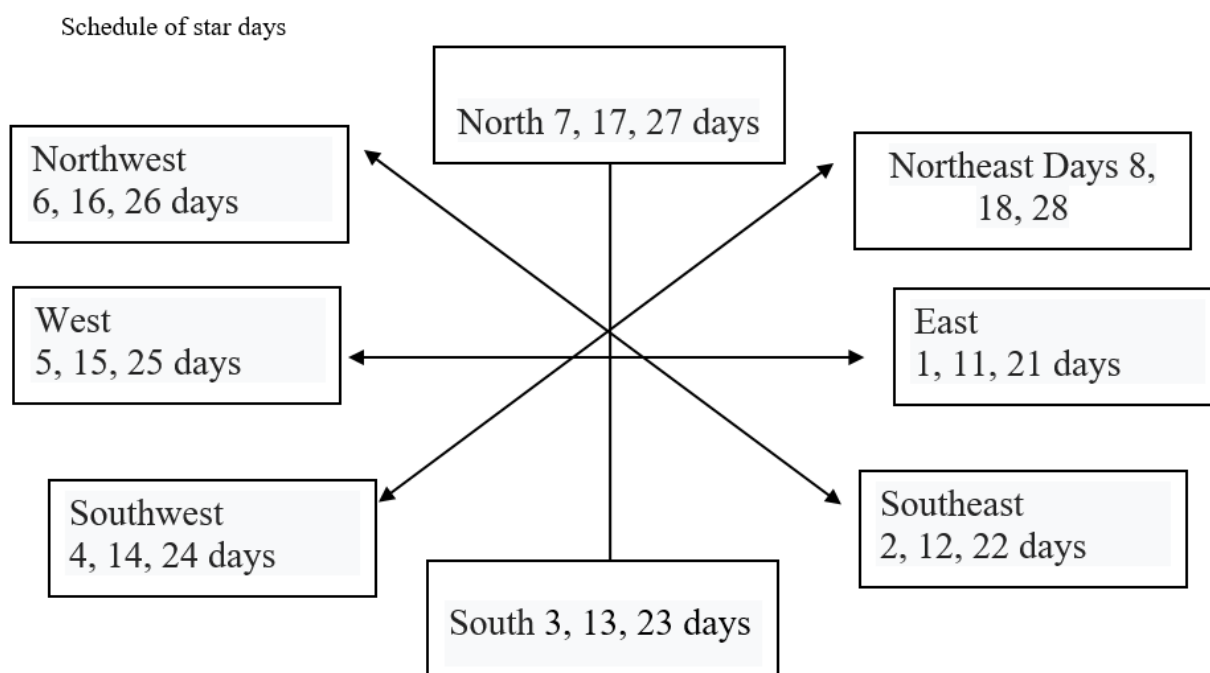 Schedule of star days
North 7, 17, 27 days
Northwest
6, 16, 26 days
Northeast Days 8,
18, 28
West
5, 15, 25 days
East
1, 11, 21 days
Southwest
4, 14, 24 days
Southeast
2, 12, 22 days
South 3, 13, 23 days